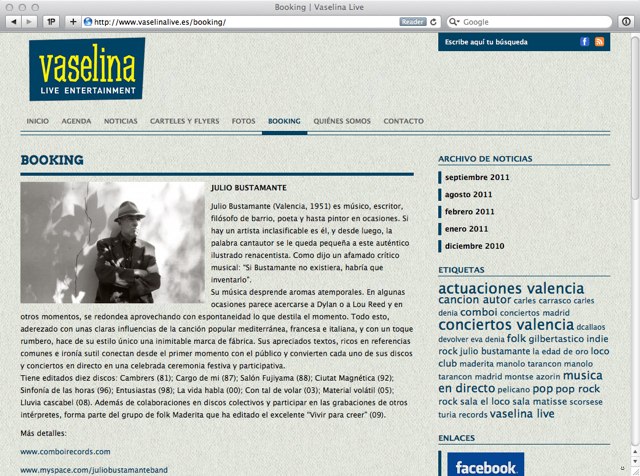 Booking | Vaselina Live
1P
http://www.vaselinalive.es/booking/
Reader
Google
Escribe aquí tu búsqueda
vaselina
LIVE ENTERTAINMENT
INICIO AGENDA NOTICIAS CARTELES Y FLYERS FOTOS BOOKING QUIÉNES SOMOS CONTACTO
BOOKING
JULIO BUSTAMANTE
Julio Bustamante (Valencia, 1951) es músico, escritor,
filósofo de barrio, poeta y hasta pintor en ocasiones. Si
hay un artista inclasificable es él, y desde luego, la
palabra cantautor se le queda pequeña a este auténtico
ilustrado renacentista. Como dijo un afamado crítico
musical: "Si Bustamante no existiera, habría que
inventarlo".
Su música desprende aromas atemporales. En algunas
ocasiones parece acercarse a Dylan o a Lou Reed y en
otros momentos, se redondea aprovechando con espontaneidad lo que destila el momento. Todo esto,
aderezado con unas claras influencias de la canción popular mediterránea, francesa e italiana, y con un toque
rumbero, hace de su estilo único una inimitable marca de fábrica. Sus apreciados textos, ricos en referencias
comunes e ironía sutil conectan desde el primer momento con el público y convierten cada uno de sus discos
y conciertos en directo en una celebrada ceremonia festiva y participativa.
Tiene editados diez discos: Cambrers (81); Cargo de mi (87); Salón Fujiyama (88); Ciutat Magnética (92);
Sinfonía de las horas (96); Entusiastas (98); La vida habla (00); Con tal de volar (03); Material volátil (05);
Lluvia cascabel (08). Además de colaboraciones en discos colectivos y participar en las grabaciones de otros
intérpretes, forma parte del grupo de folk Maderita que ha editado el excelente "Vivir para creer" (09).
Más detalles:
www.comboirecords.com
www.myspace.com/juliobustamanteband
ARCHIVO DE NOTICIAS
septiembre 2011
agosto 2011
febrero 2011
enero 2011
diciembre 2010
ETIQUETAS
actuaciones valencia
cancion autor carles carrasco carles
denia comboi conciertos madrid
conciertos valencia dcallaos
devolver eva denia folk gilbertastico indie
rock julio bustamante la edad de oro loco
club maderita manolo tarancon manolo
tarancon madrid montse azorin musica
en directo pelicano pop pop rock
rock sala el loco sala matisse scorsese
turia records vaselina live
ENLACES
facebook